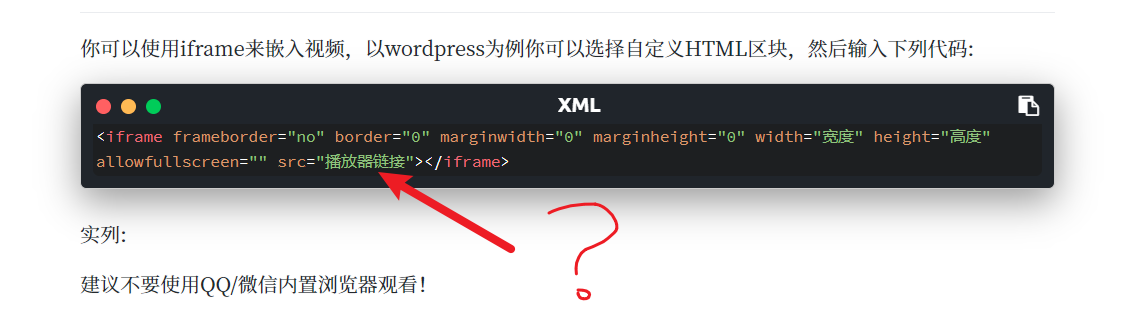 你可以使用iframe来嵌入视频，以wordpress为例你可以选择自定义HTML区块，然后输入下列代码:
XML
<iframe frameborder="no" border="0" marginwidth="0" marginheight="0" width="宽度" height="高度"
allowfullscreen="" src="播放器链接"></iframe>
?
实列:
建议不要使用QQ/微信内置浏览器观看！